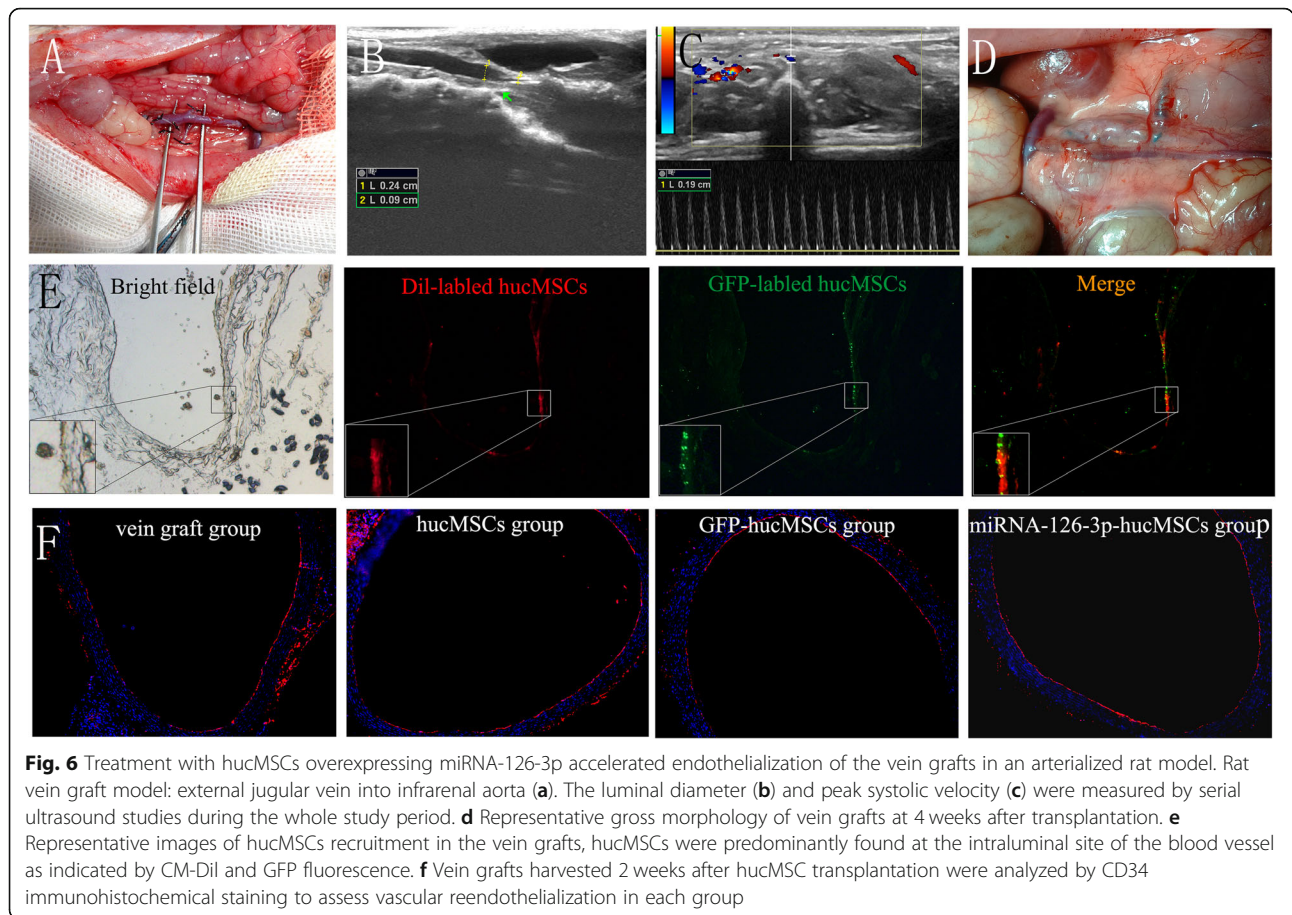 A
B
1 L 0.24 cm
2 L 0.09 cm
C
1 L 0.19 cm
D
E
Bright field
Dil-labled hucMSCs
GFP-labled hucMSCs
Merge
F
vein graft group
hucMSCs group
GFP-hucMSCs group
miRNA-126-3p-hucMSCs group
Fig. 6 Treatment with hucMSCs overexpressing miRNA-126-3p accelerated endothelialization of the vein grafts in an arterialized rat model. Rat
vein graft model: external jugular vein into infrarenal aorta (a). The luminal diameter (b) and peak systolic velocity (c) were measured by serial
ultrasound studies during the whole study period. d Representative gross morphology of vein grafts at 4 weeks after transplantation. e
Representative images of hucMSCs recruitment in the vein grafts, hucMSCs were predominantly found at the intraluminal site of the blood vessel
as indicated by CM-Dil and GFP fluorescence. f Vein grafts harvested 2 weeks after hucMSC transplantation were analyzed by CD34
immunohistochemical staining to assess vascular reendothelialization in each group